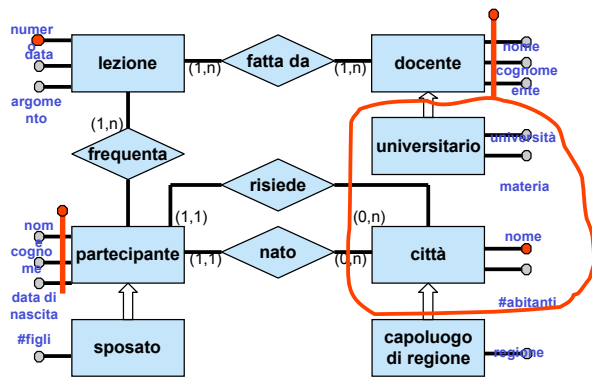 numer
o
data
argome
nto
lezione
(1,n)
fatta da
(1,n)
docente
nome
cognome
ente
(1,n)
frequenta
universitario
università
materia
risiede
(1,1)
(0,n)
nom
e
cogno
me
data di
nascita
partecipante
(1,1)
nato
(0,n)
città
nome
#abitanti
#figli
sposato
capoluogo
di regione
regione